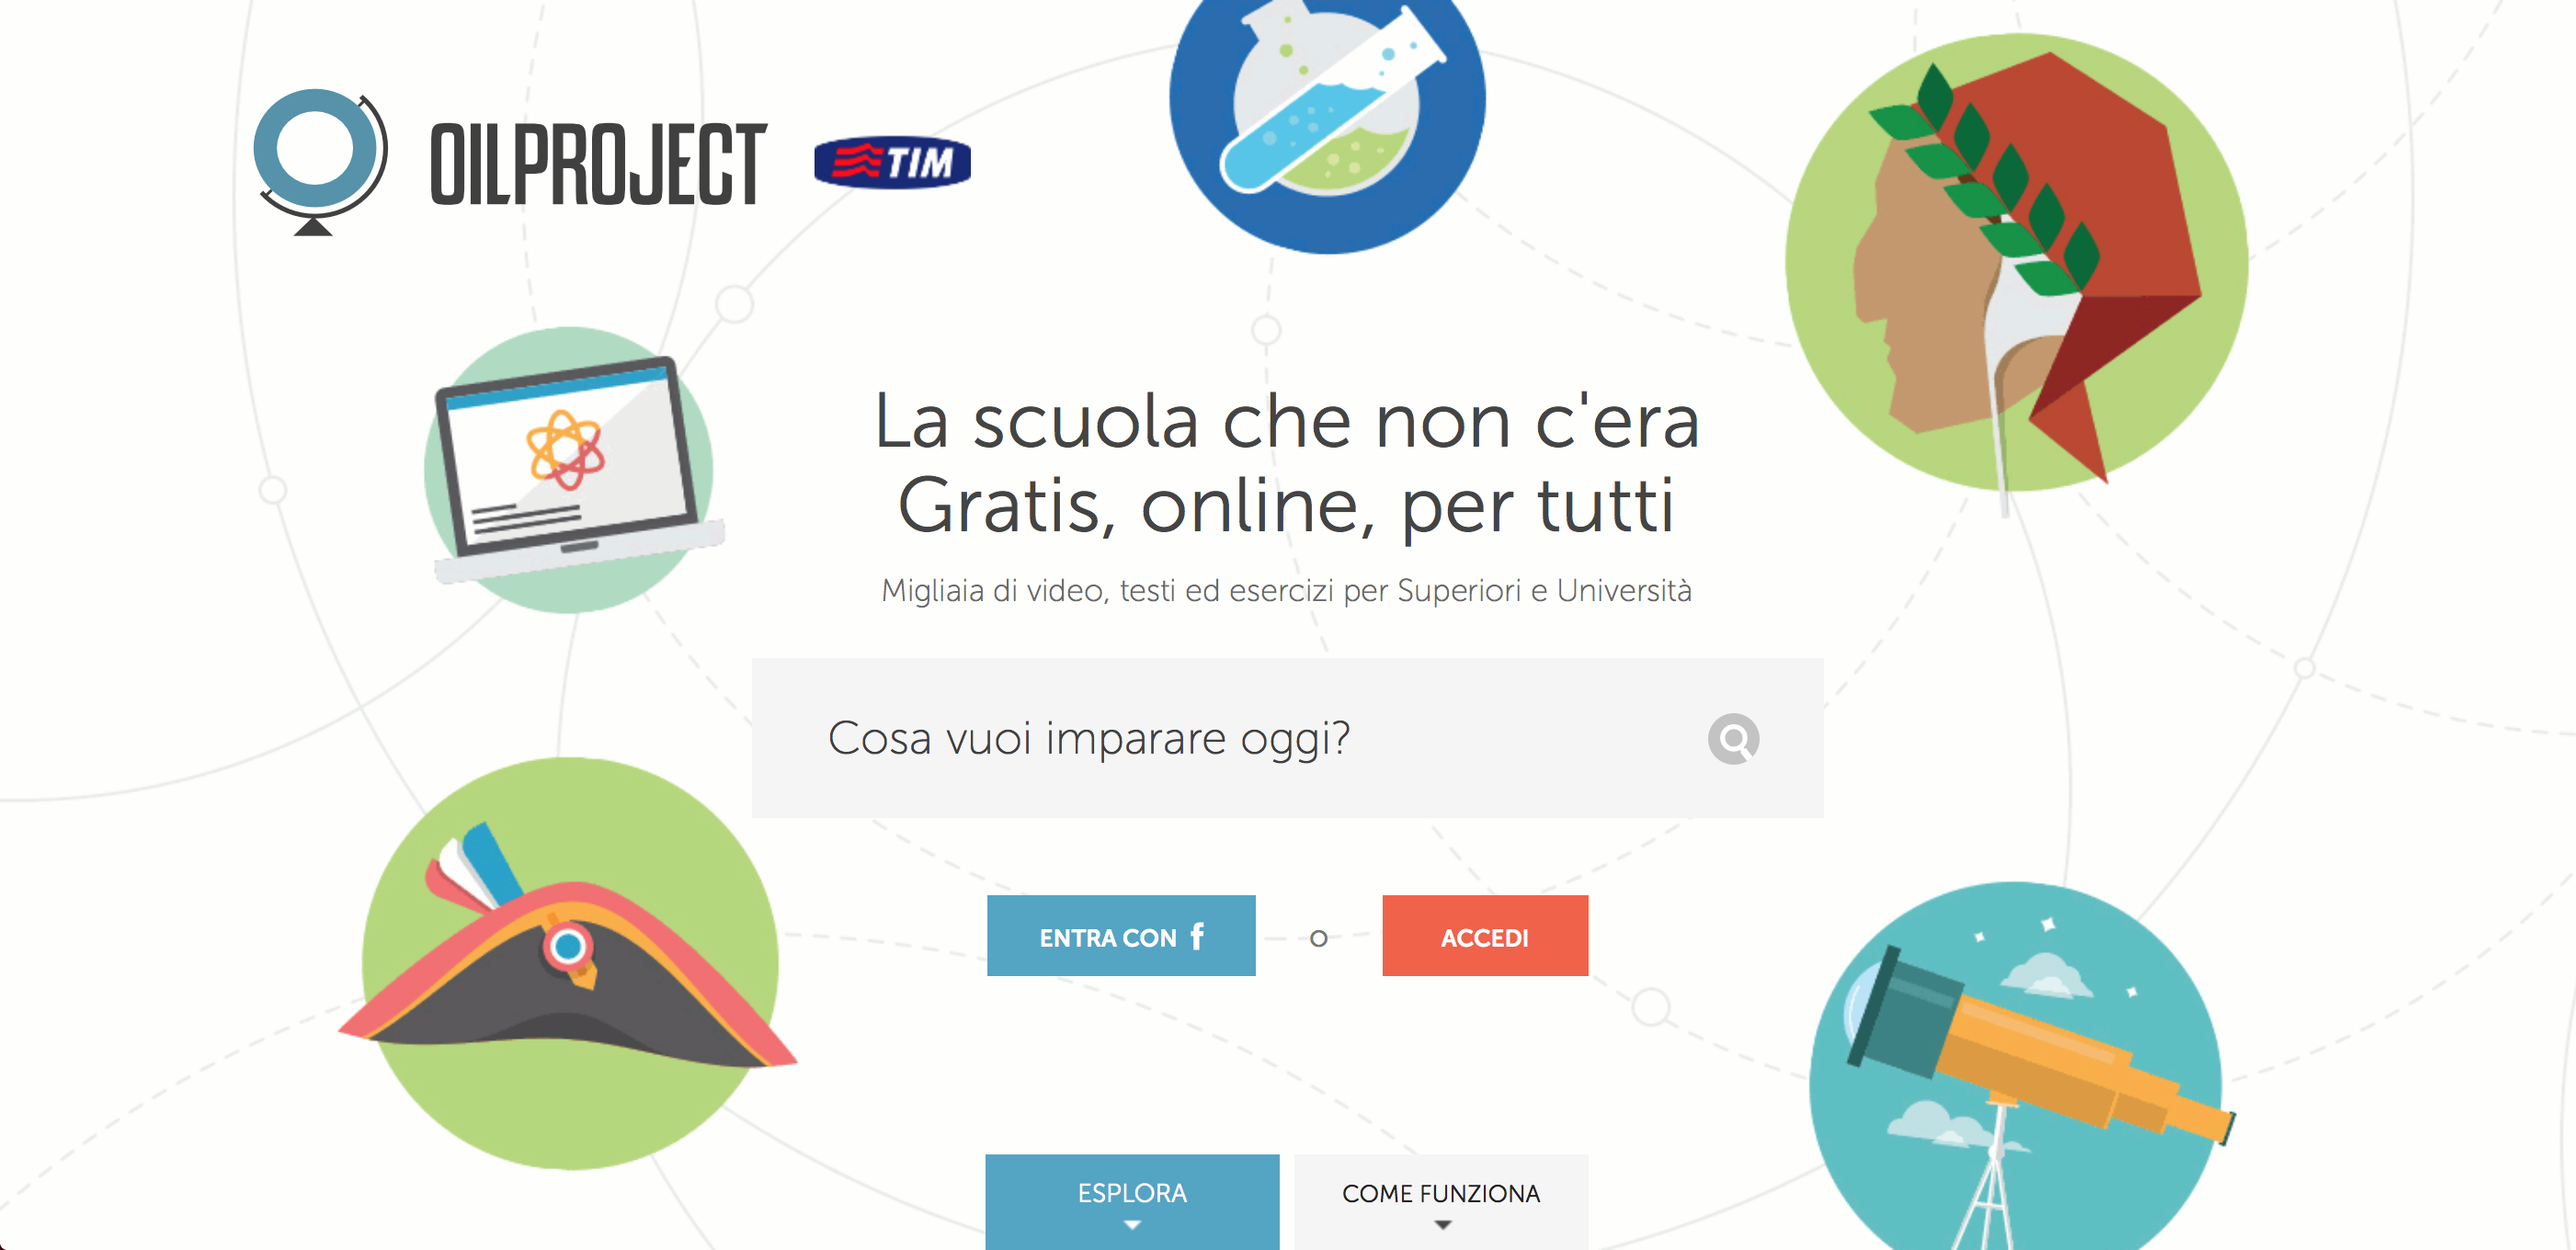 OILPROJECT
TIM
La scuola che non c'era
Gratis, online, per tutti
Migliaia di video, testi ed esercizi per Superiori e Università
Cosa vuoi imparare oggi?
ENTRA CON f
o
ACCEDI
ESPLORA
COME FUNZIONA